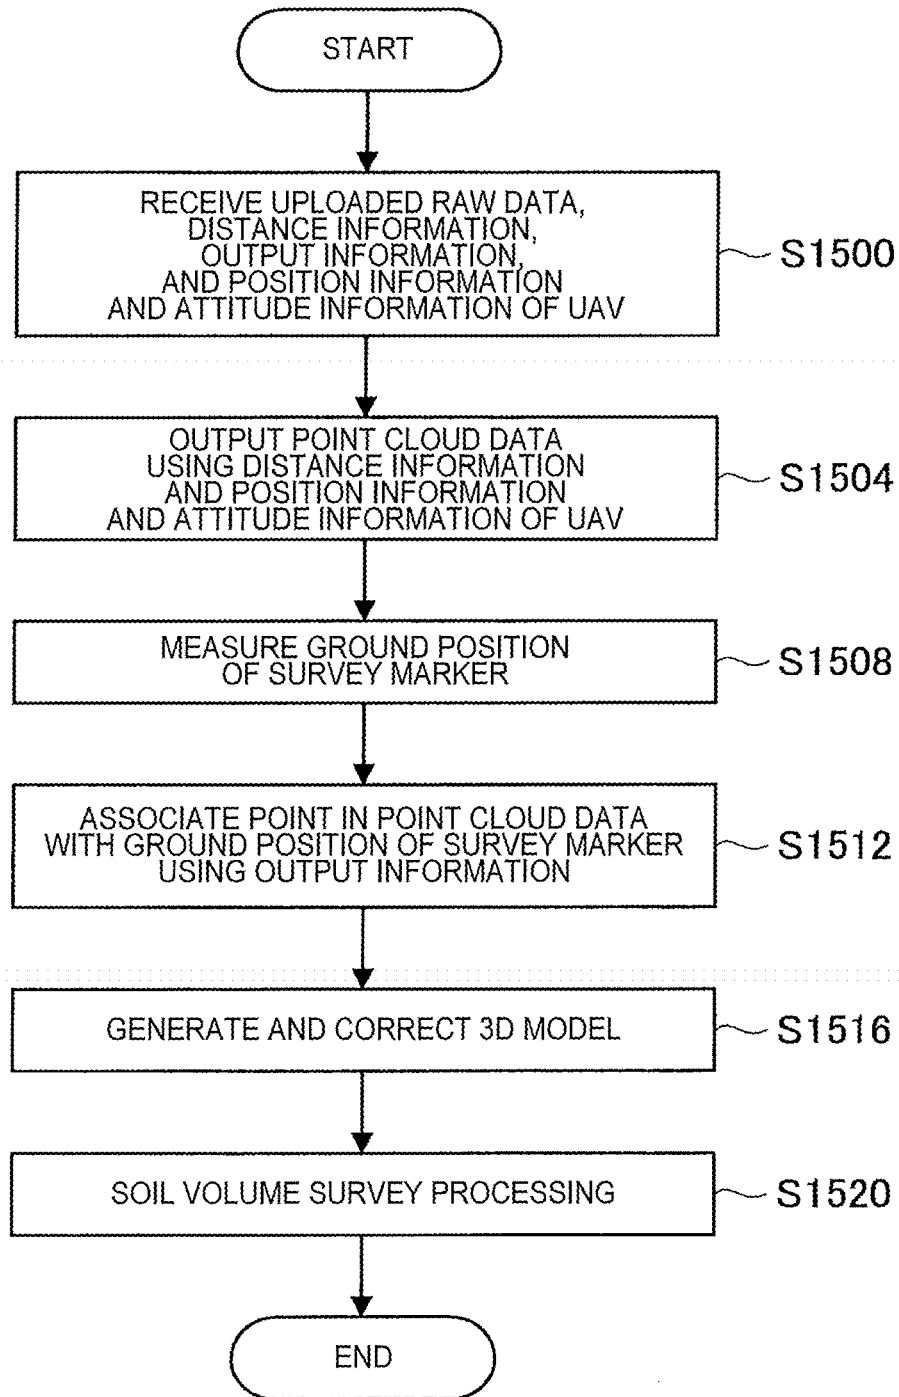 START
RECEIVE UPLOADED RAW DATA,
DISTANCE INFORMATION,
OUTPUT INFORMATION,
AND POSITION INFORMATION
AND ATTITUDE INFORMATION OF UAV
S1500
OUTPUT POINT CLOUD DATA
USING DISTANCE INFORMATION
AND POSITION INFORMATION
AND ATTITUDE INFORMATION OF UAV
S1504
MEASURE GROUND POSITION
OF SURVEY MARKER
S1508
ASSOCIATE POINT IN POINT CLOUD DATA
WITH GROUND POSITION OF SURVEY MARKER
USING OUTPUT INFORMATION
S1512
GENERATE AND CORRECT 3D MODEL
S1516
SOIL VOLUME SURVEY PROCESSING
S1520
END